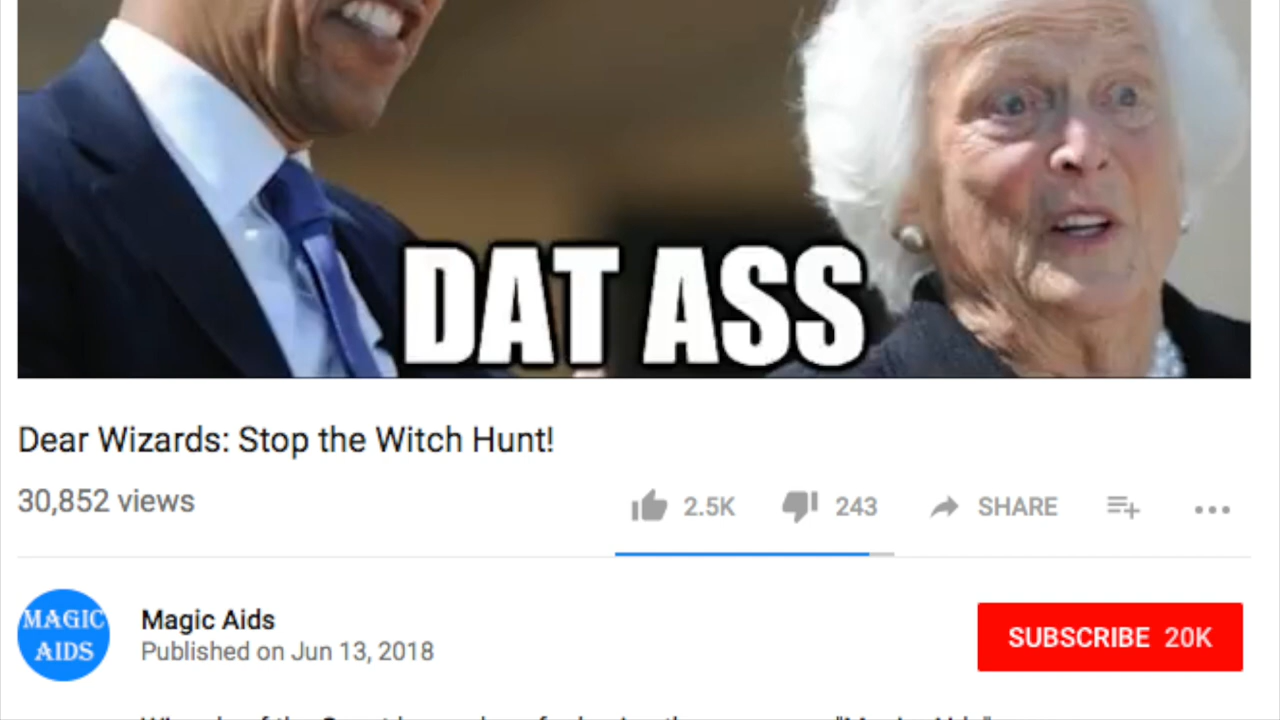 DAT ASS
Dear Wizards: Stop the Witch Hunt!
30,852 views
2.5K 243 SHARE
MAGIC
AIDS
Magic Aids
Published on Jun 13, 2018
SUBSCRIBE 20K